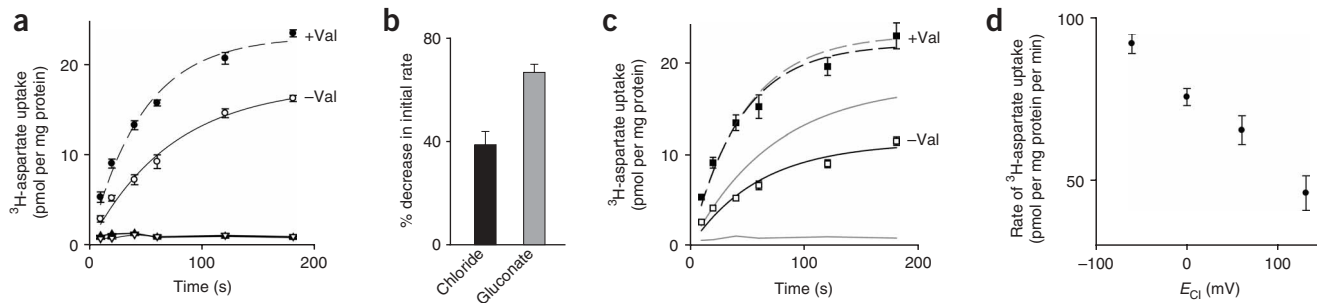 a
³H-aspartate uptake
(pmol per mg protein)
20
10
0
0
100
200
Time (s)
+Val
−Val
b
% decrease in initial rate
80
40
0
Chloride
Gluconate
c
³H-aspartate uptake
(pmol per mg protein)
20
10
0
0
100
200
Time (s)
+Val
−Val
d
Rate of ³H-aspartate uptake
(pmol per mg protein per min)
100
50
−100
0
100
E_Cl (mV)